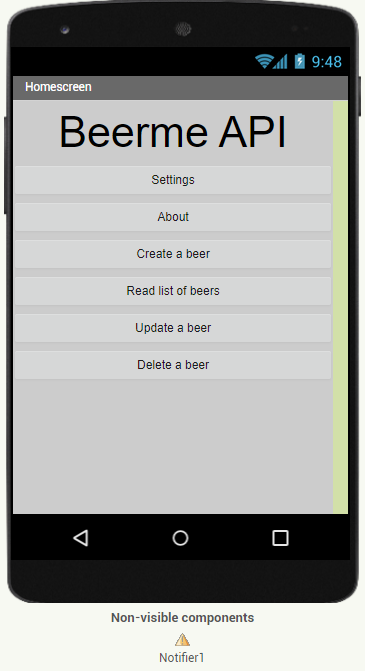 9:48
Homescreen
Beerme API
Settings
About
Create a beer
Read list of beers
Update a beer
Delete a beer
Non-visible components
Notifier1